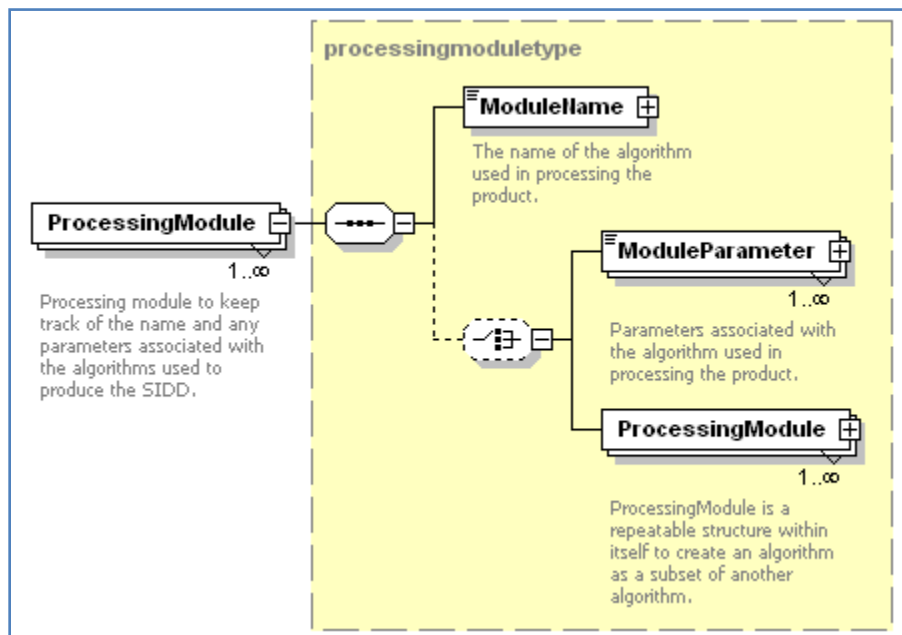 processingmoduletype
ModuleName
The name of the algorithm
used in processing the
product.
ProcessingModule
1..∞
Processing module to keep
track of the name and any
parameters associated with
the algorithms used to
produce the SIDD.
ModuleParameter
1..∞
Parameters associated with
the algorithm used in
processing the product.
ProcessingModule
1..∞
ProcessingModule is a
repeatable structure within
itself to create an algorithm
as a subset of another
algorithm.